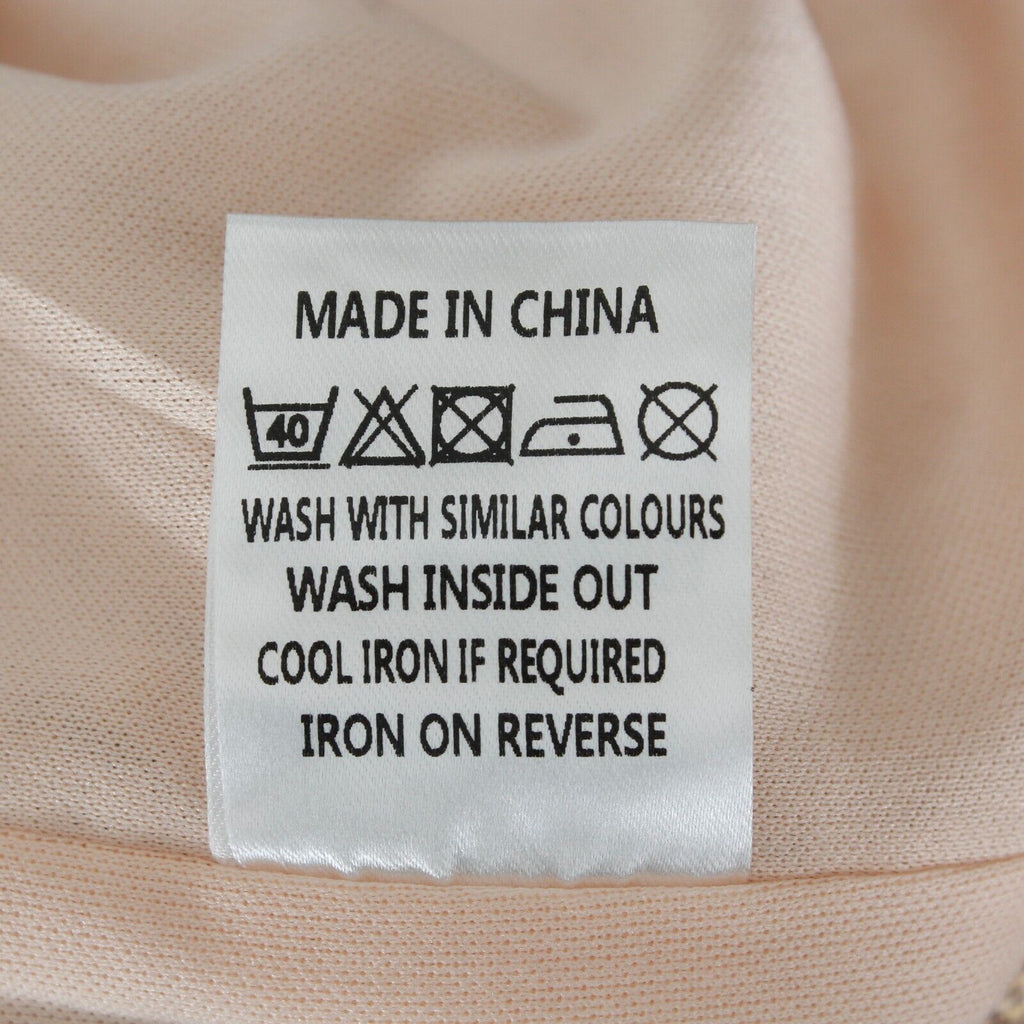 MADE IN CHINA
40
WASH WITH SIMILAR COLOURS
WASH INSIDE OUT
COOL IRON IF REQUIRED
IRON ON REVERSE